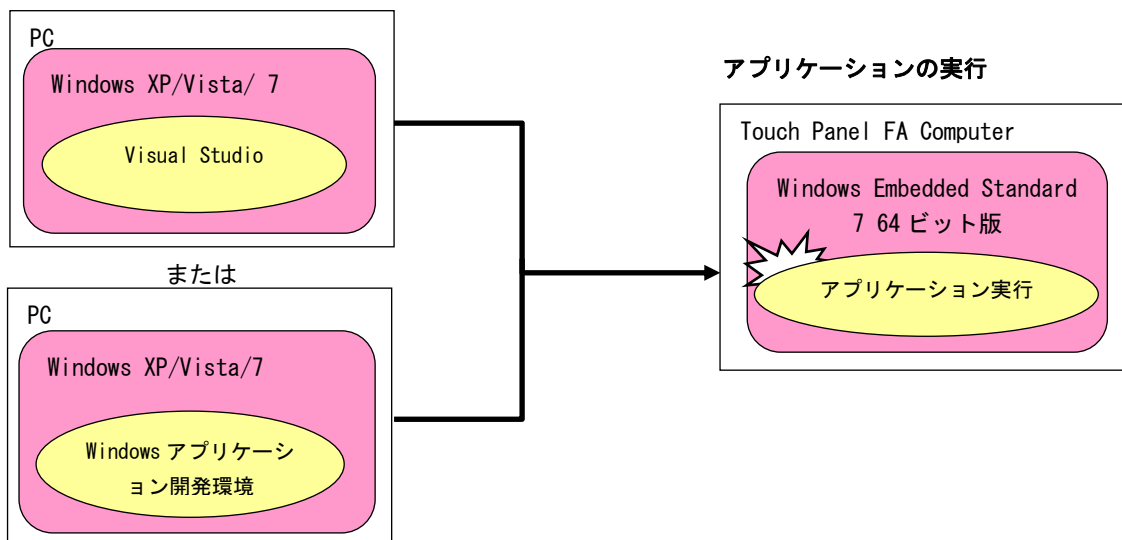 PC
Windows XP/Vista/ 7
Visual Studio
または
PC
Windows XP/Vista/7
Windows アプリケーシ
ョン開発環境
アプリケーションの実行
Touch Panel FA Computer
Windows Embedded Standard
7 64 ビット版
アプリケーション実行